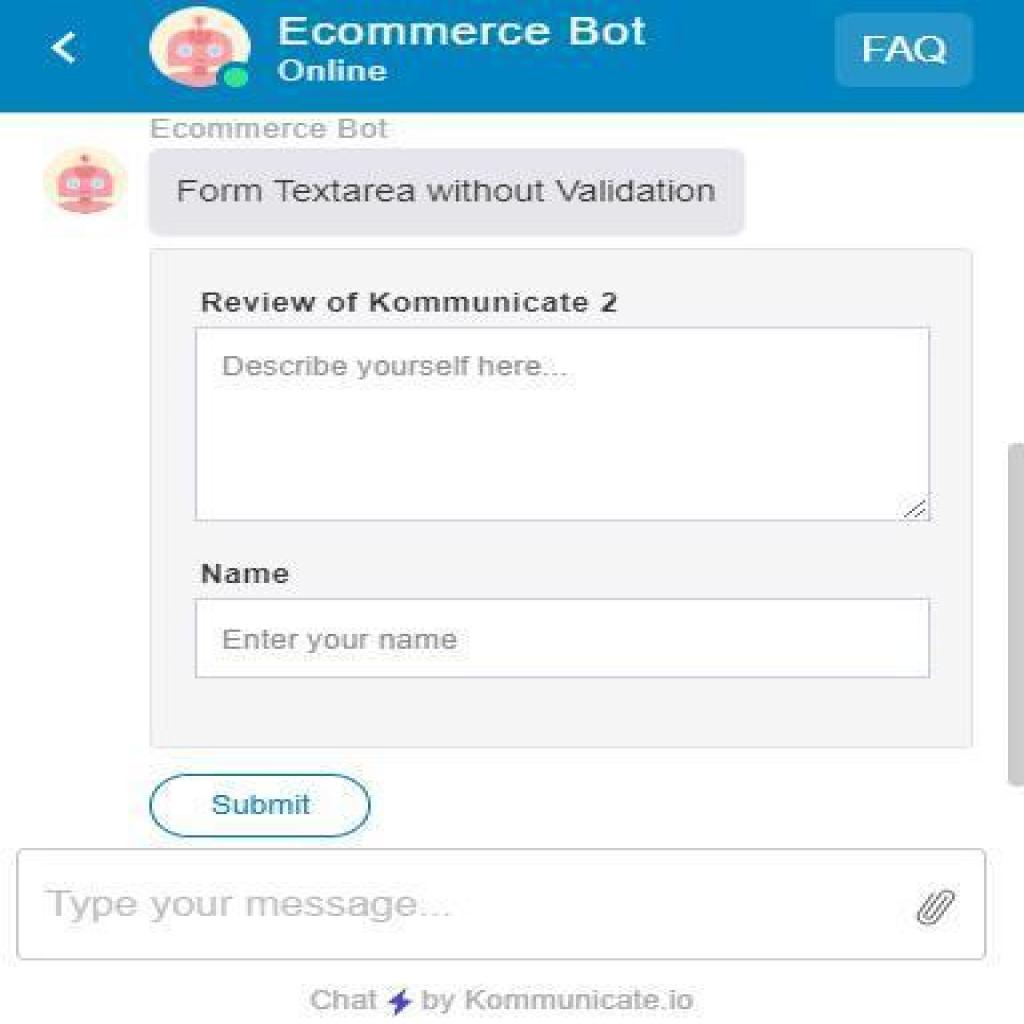 Ecommerce Bot
Online
FAQ
Ecommerce Bot
Form Textarea without Validation
Review of Kommunicate 2
Describe yourself here...
Name
Enter your name
Submit
Type your message...
Chat by Kommunicate.io